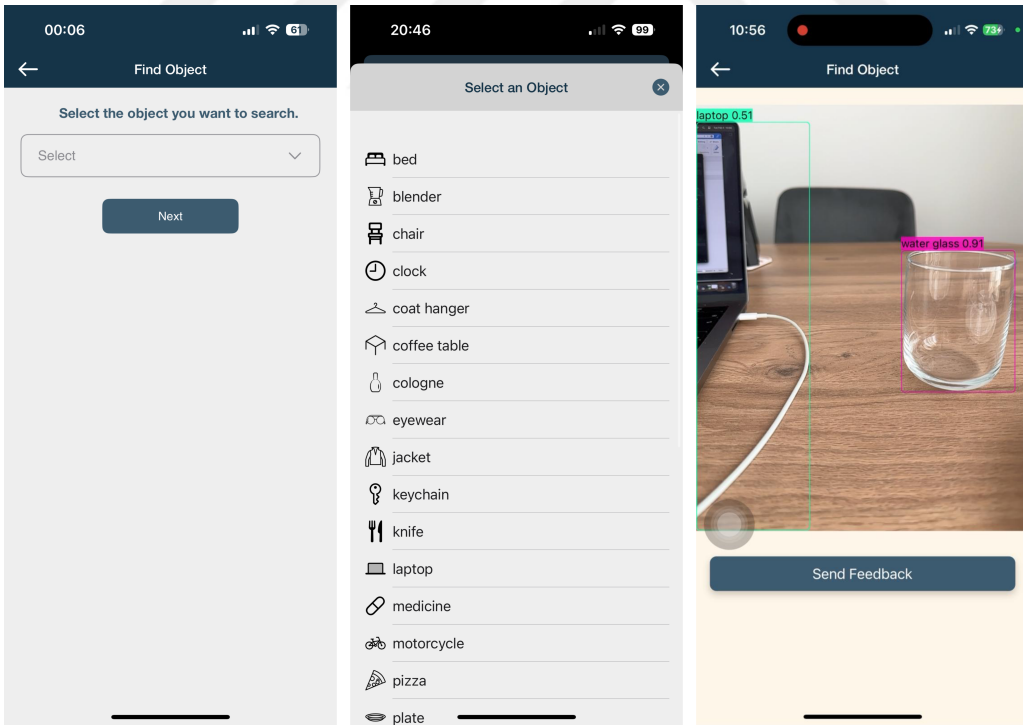 00:06
61
Find Object
Select the object you want to search.
Select
Next
20:46
99
Select an Object
bed
blender
chair
clock
coat hanger
coffee table
cologne
eyewear
jacket
keychain
knife
laptop
medicine
motorcycle
pizza
plate
10:56
73
Find Object
laptop 0.51
water glass 0.91
Send Feedback